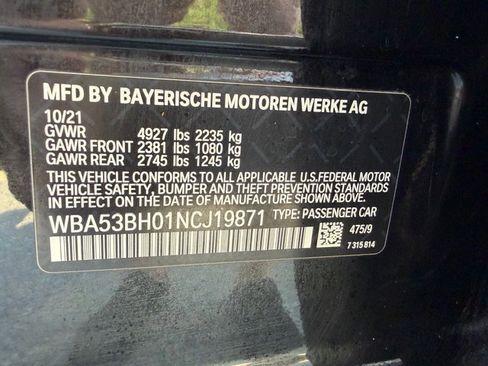 MFD BY BAYERISCHE MOTOREN WERKE AG
10/21
GVWR 4927 lbs 2235 kg
GAWR FRONT 2381 lbs 1080 kg
GAWR REAR 2745 lbs 1245 kg
THIS VEHICLE CONFORMS TO ALL APPLICABLE U.S.FEDERAL MOTOR
VEHICLE SAFETY, BUMPER AND THEFT PREVENTION STANDARDS
IN EFFECT ON THE DATE OF MANUFACTURE SHOWN ABOVE.
WBA53BH01NCJ19871 TYPE: PASSENGER CAR
475/9
7 315 814